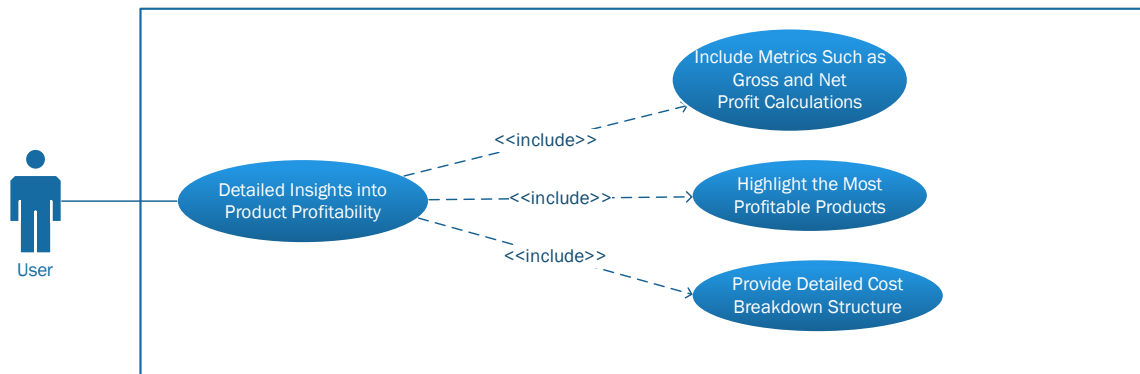 Include Metrics Such as
Gross and Net
Profit Calculations
<<include>>
Detailed Insights into
Product Profitability
<<include>>
Highlight the Most
Profitable Products
<<include>>
Provide Detailed Cost
Breakdown Structure
User